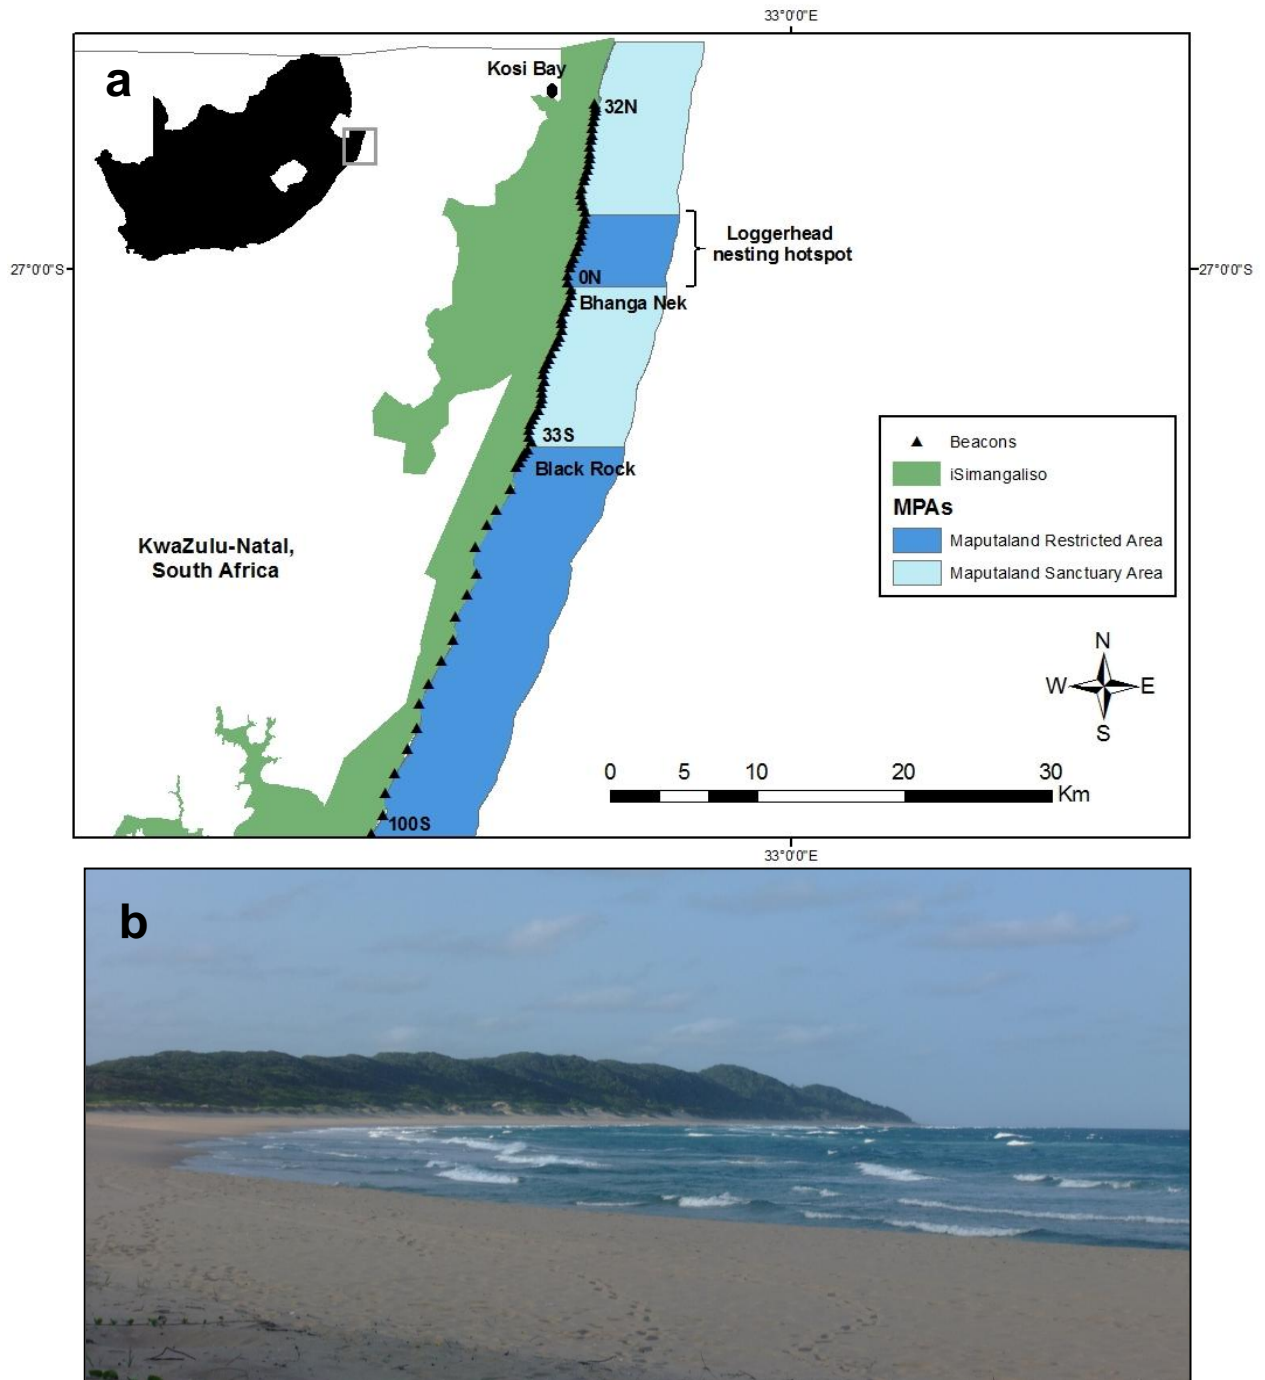 33°0'0"E
a
Kosi Bay
32N
Loggerhead
nesting hotspot
27°0'0"S
27°0'0"S
0N
Bhanga Nek
33S
Black Rock
Beacons
iSimangaliso
MPAs
Maputaland Restricted Area
Maputaland Sanctuary Area
KwaZulu-Natal,
South Africa
N
W E
S
0 5 10 20 30
Km
100S
33°0'0"E
b